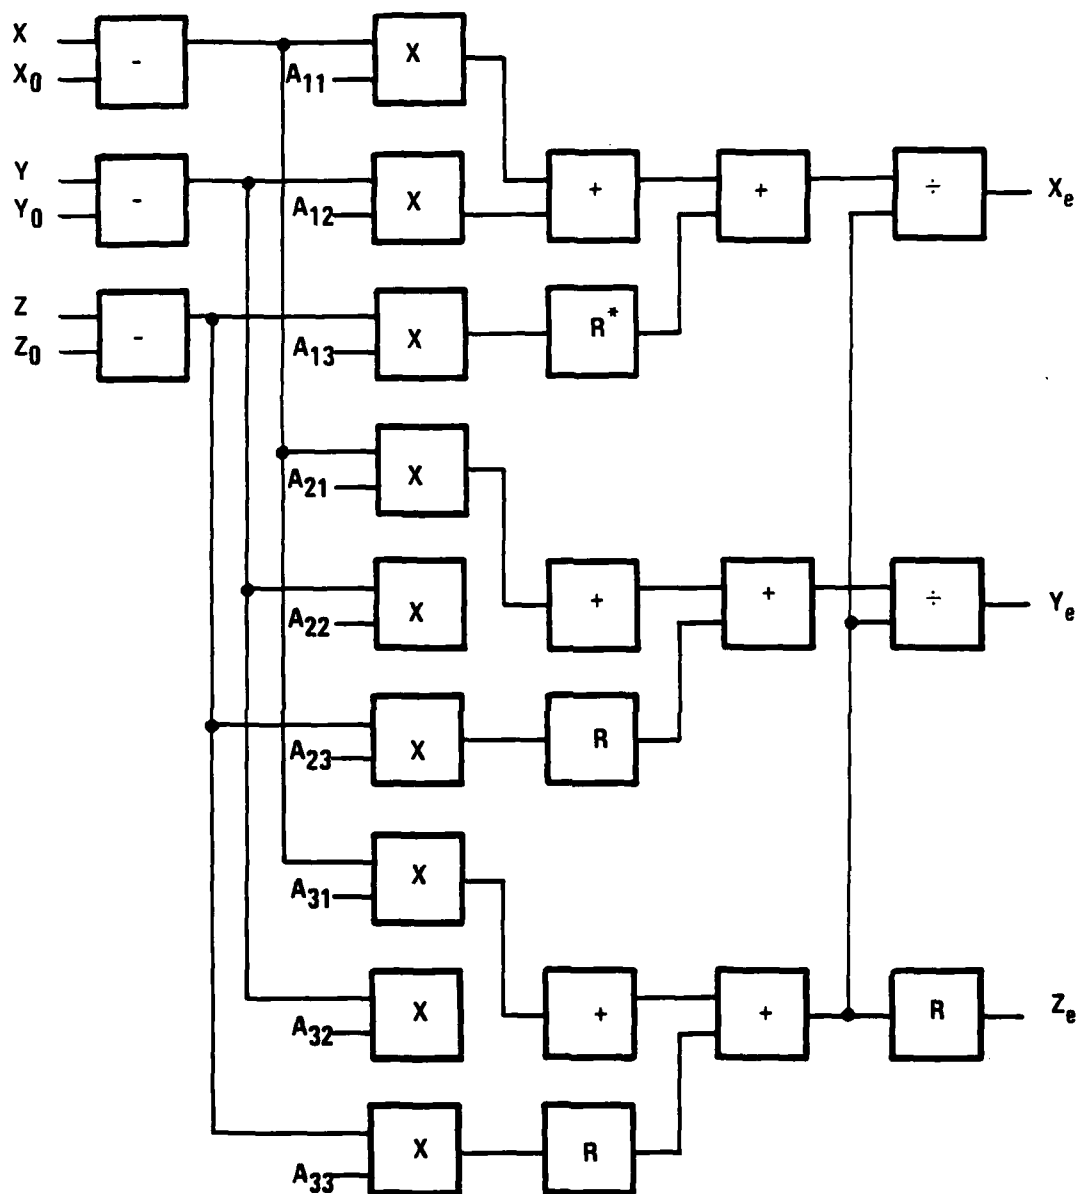 X
X0
-
A11
X
Y
Y0
-
A12
X
+
+
÷
Xe
Z
Z0
-
A13
X
R*
A21
X
A22
X
+
+
÷
Ye
A23
X
R
A31
X
A32
X
+
+
R
Ze
A33
X
R